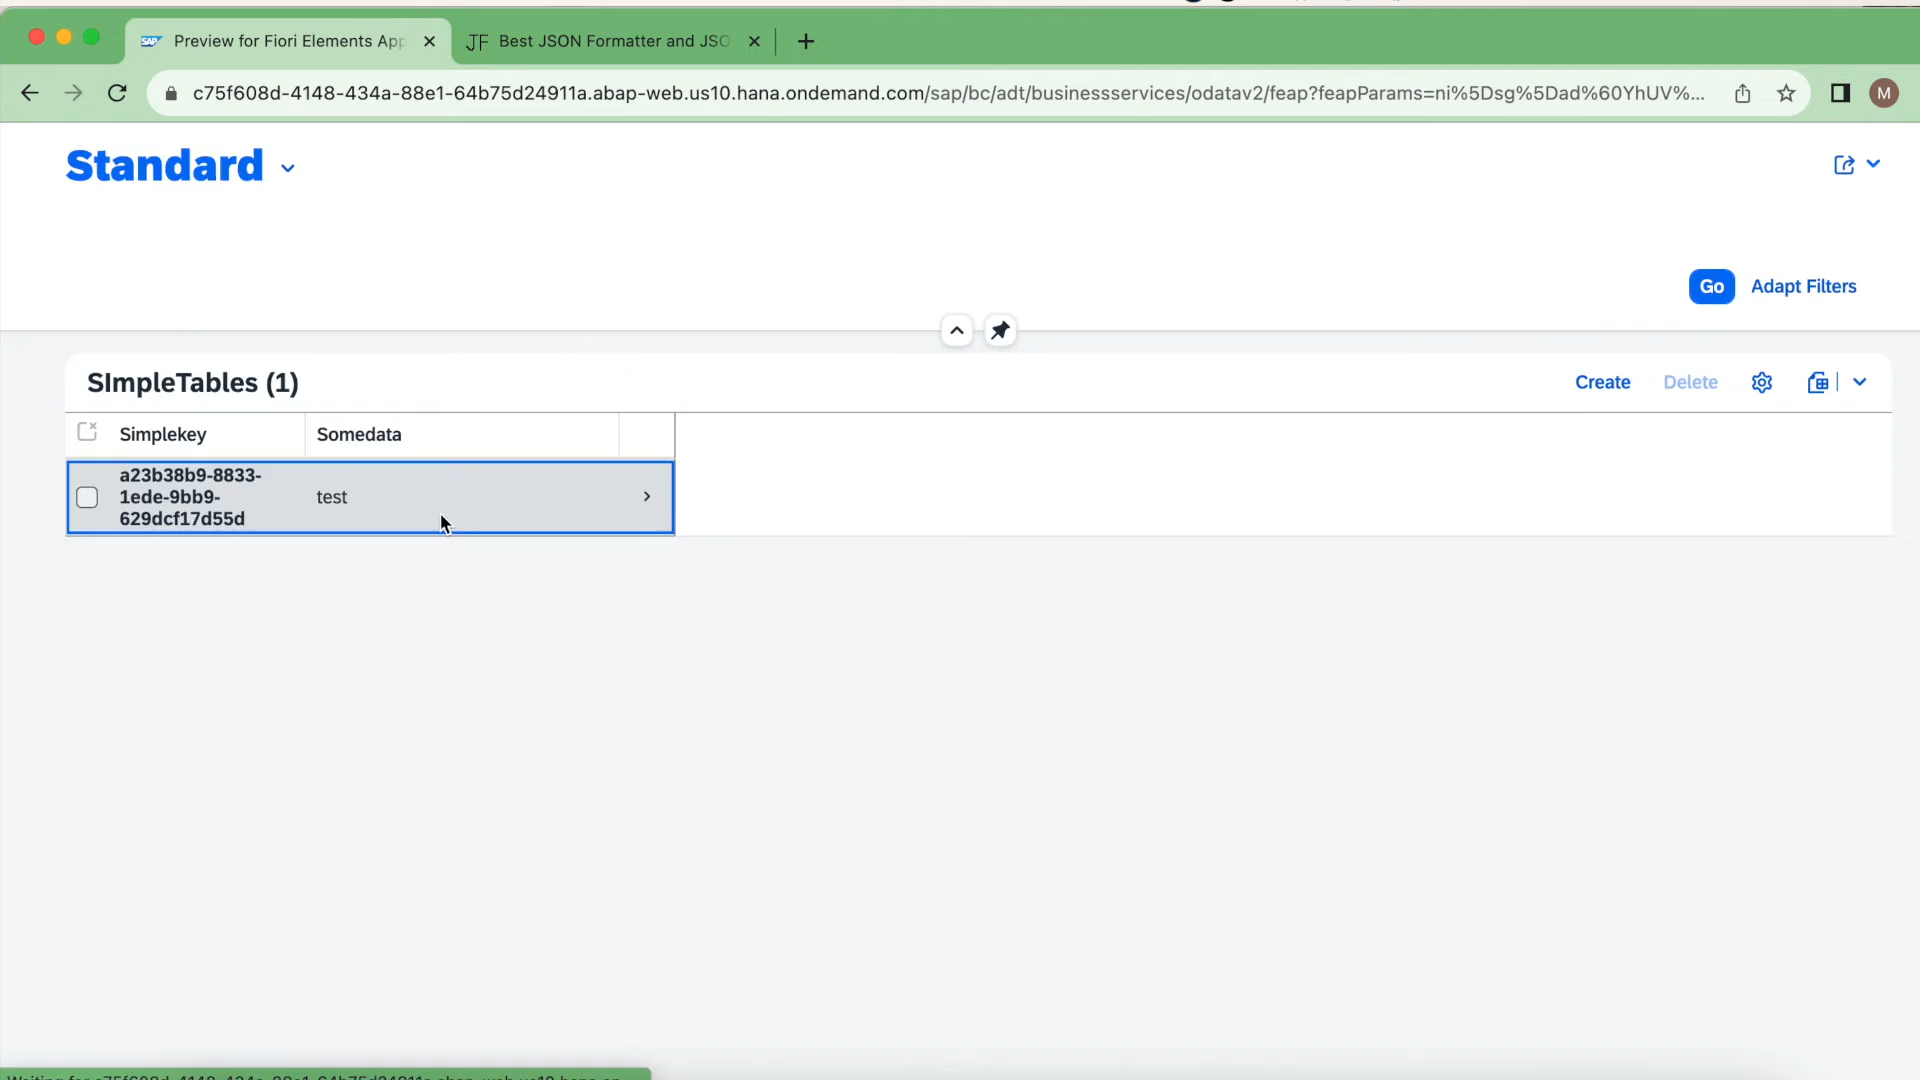 SAP Preview for Fiori Elements App
JF Best JSON Formatter and JSO
c75f608d-4148-434a-88e1-64b75d24911a.abap-web.us10.hana.ondemand.com/sap/bc/adt/businessservices/odatav2/feap?feapParams=ni%5Dsg%5Dad%60YhUV%...
M
Standard
Go Adapt Filters
SImpleTables (1)
Create Delete
Simplekey Somedata
a23b38b9-8833-
1ede-9bb9-
629dcf17d55d
test